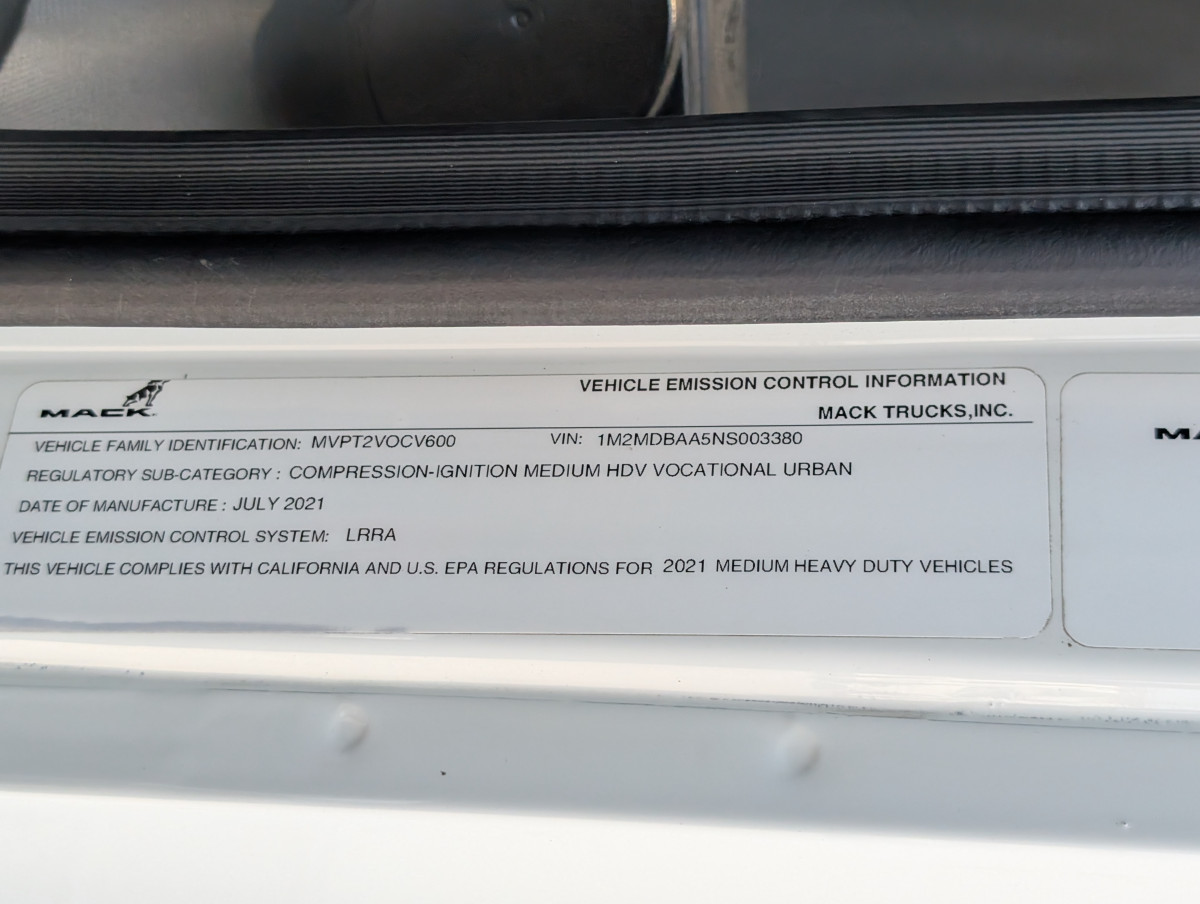 VEHICLE EMISSION CONTROL INFORMATION
MACK
MACK TRUCKS,INC.
VEHICLE FAMILY IDENTIFICATION: MVPT2VOCV600 VIN: 1M2MDBAA5NS003380
REGULATORY SUB-CATEGORY : COMPRESSION-IGNITION MEDIUM HDV VOCATIONAL URBAN
DATE OF MANUFACTURE : JULY 2021
VEHICLE EMISSION CONTROL SYSTEM: LRRA
THIS VEHICLE COMPLIES WITH CALIFORNIA AND U.S. EPA REGULATIONS FOR 2021 MEDIUM HEAVY DUTY VEHICLES